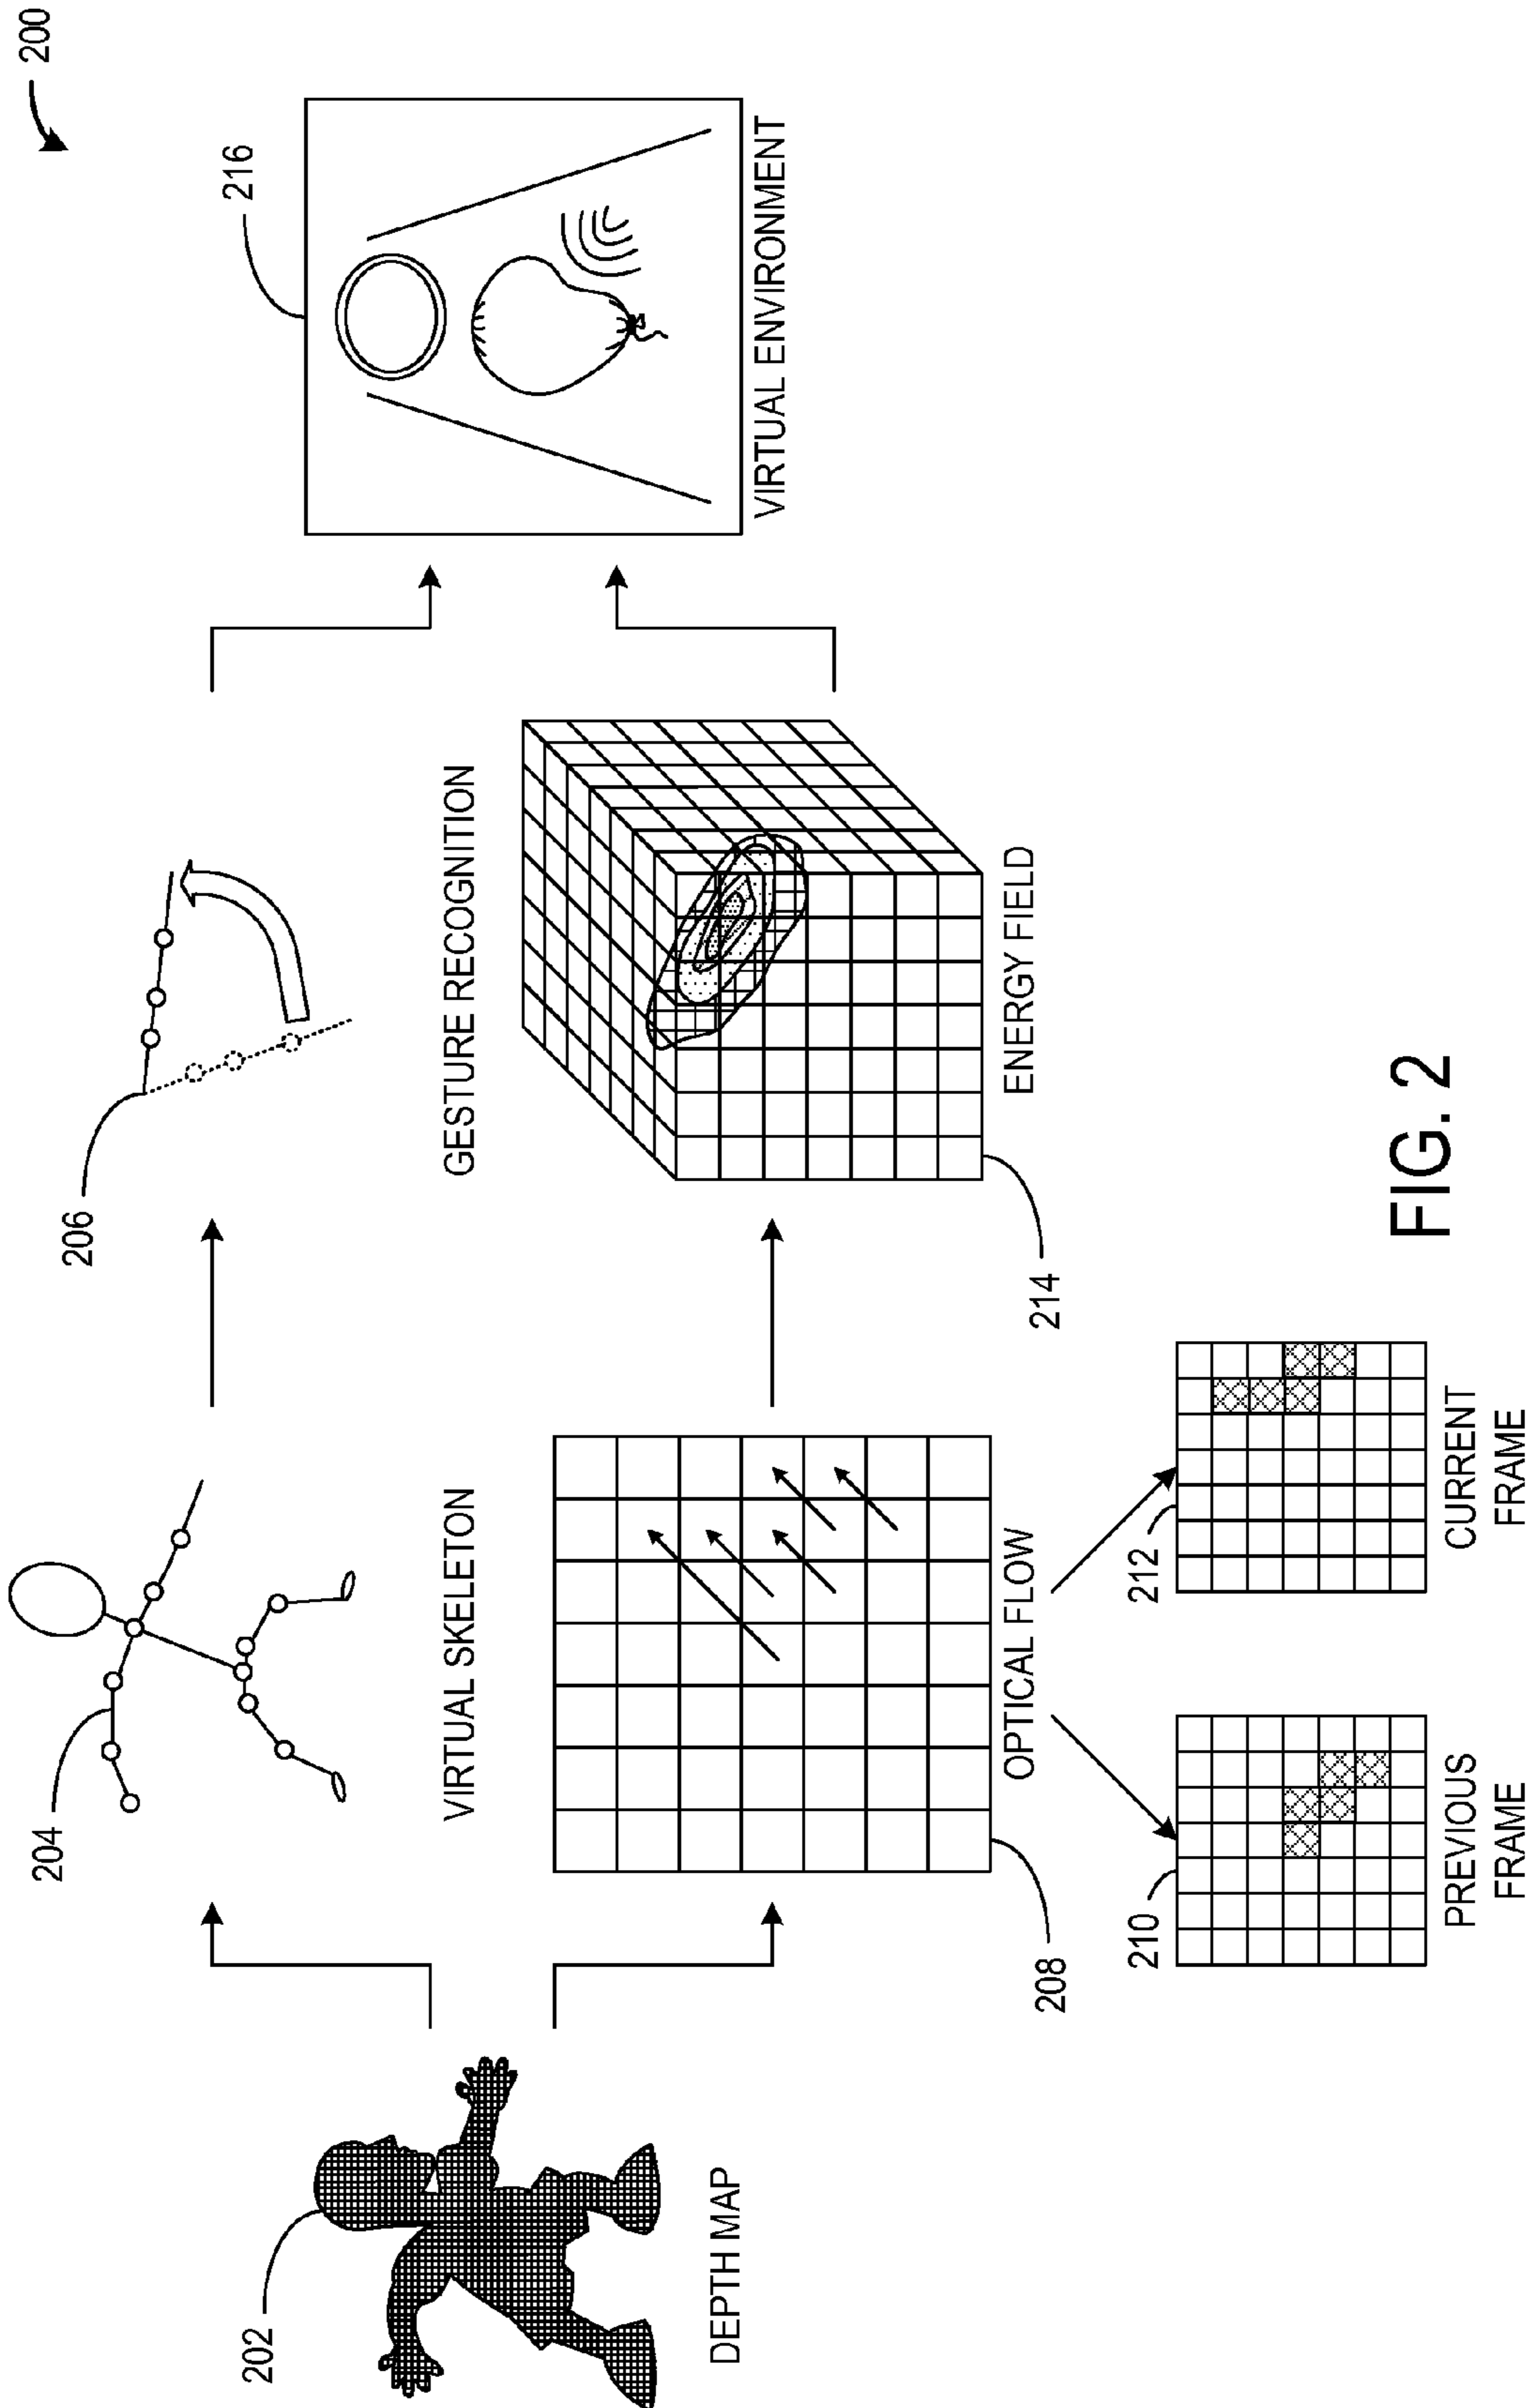 200
202
DEPTH MAP
204
VIRTUAL SKELETON
206
GESTURE RECOGNITION
208
OPTICAL FLOW
210
PREVIOUS
FRAME
212
CURRENT
FRAME
214
ENERGY FIELD
216
VIRTUAL ENVIRONMENT
FIG. 2